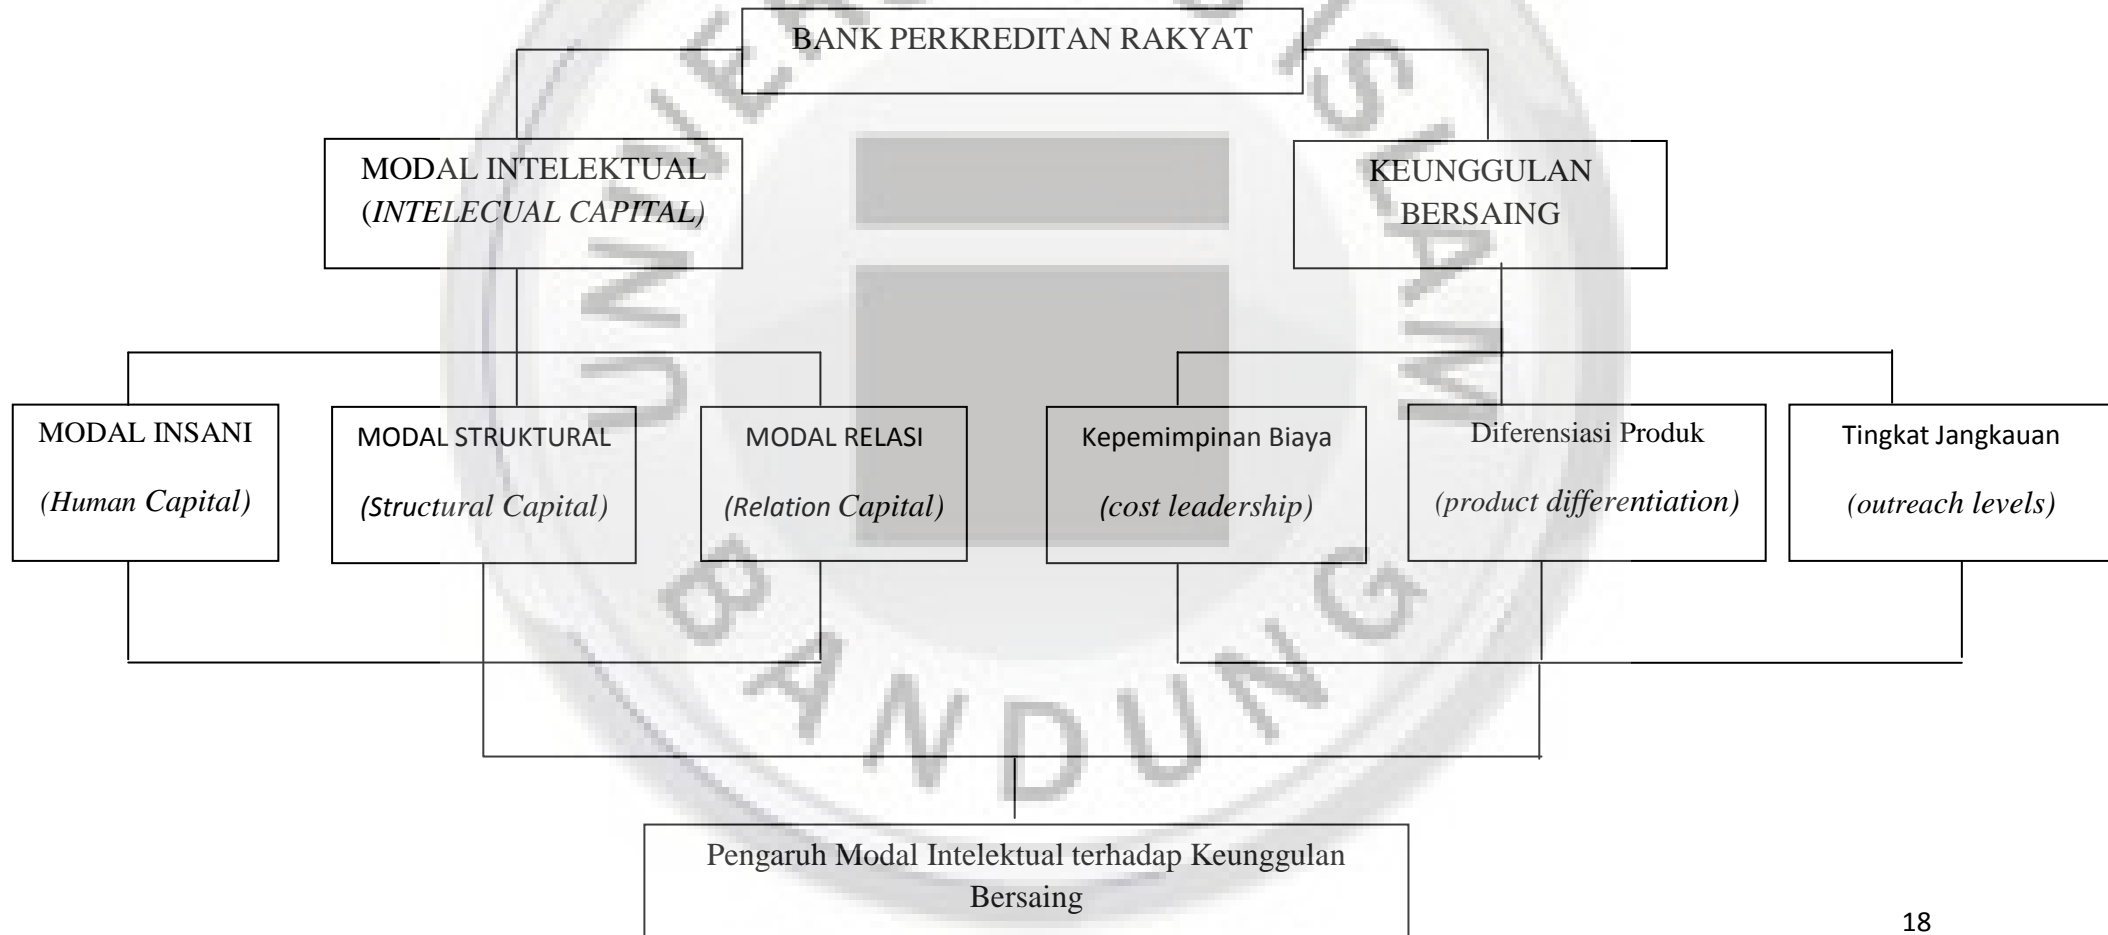 BANK PERKREDITAN RAKYAT
MODAL INTELEKTUAL
(INTELECUAL CAPITAL)
KEUNGGULAN
BERSAING
MODAL INSANI
(Human Capital)
MODAL STRUKTURAL
(Structural Capital)
MODAL RELASI
(Relation Capital)
Kepemimpinan Biaya
(cost leadership)
Diferensiasi Produk
(product differentiation)
Tingkat Jangkauan
(outreach levels)
Pengaruh Modal Intelektual terhadap Keunggulan
Bersaing
18
ISLAM
BANDUNG